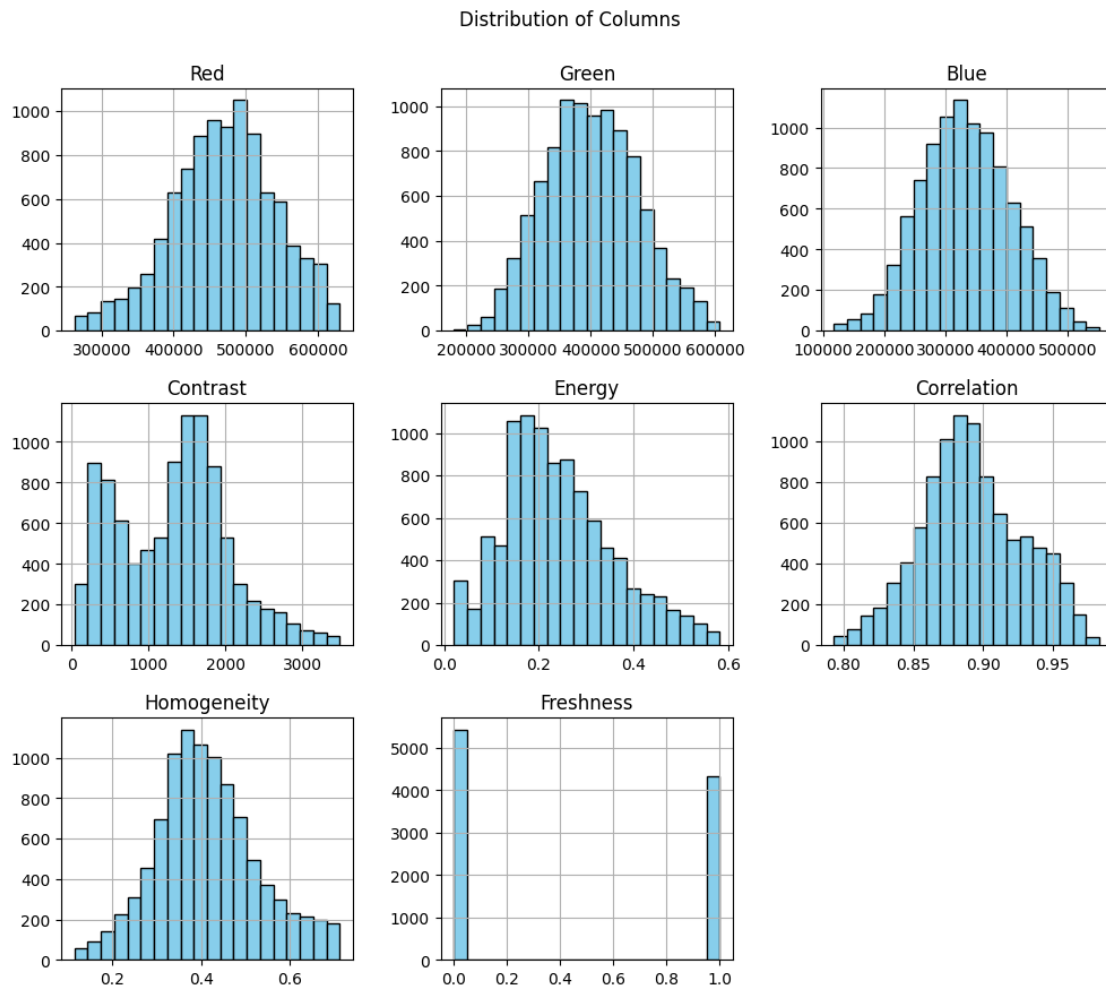 Distribution of Columns
Red
Green
Blue
1000
800
600
400
200
0
300000 400000 500000 600000
1000
800
600
400
200
0
200000 300000 400000 500000 600000
1000
800
600
400
200
0
100000 200000 300000 400000 500000
Contrast
Energy
Correlation
1000
800
600
400
200
0
0 1000 2000 3000
1000
800
600
400
200
0
0.0 0.2 0.4 0.6
1000
800
600
400
200
0
0.80 0.85 0.90 0.95
Homogeneity
Freshness
1000
800
600
400
200
0
0.2 0.4 0.6
5000
4000
3000
2000
1000
0
0.0 0.2 0.4 0.6 0.8 1.0